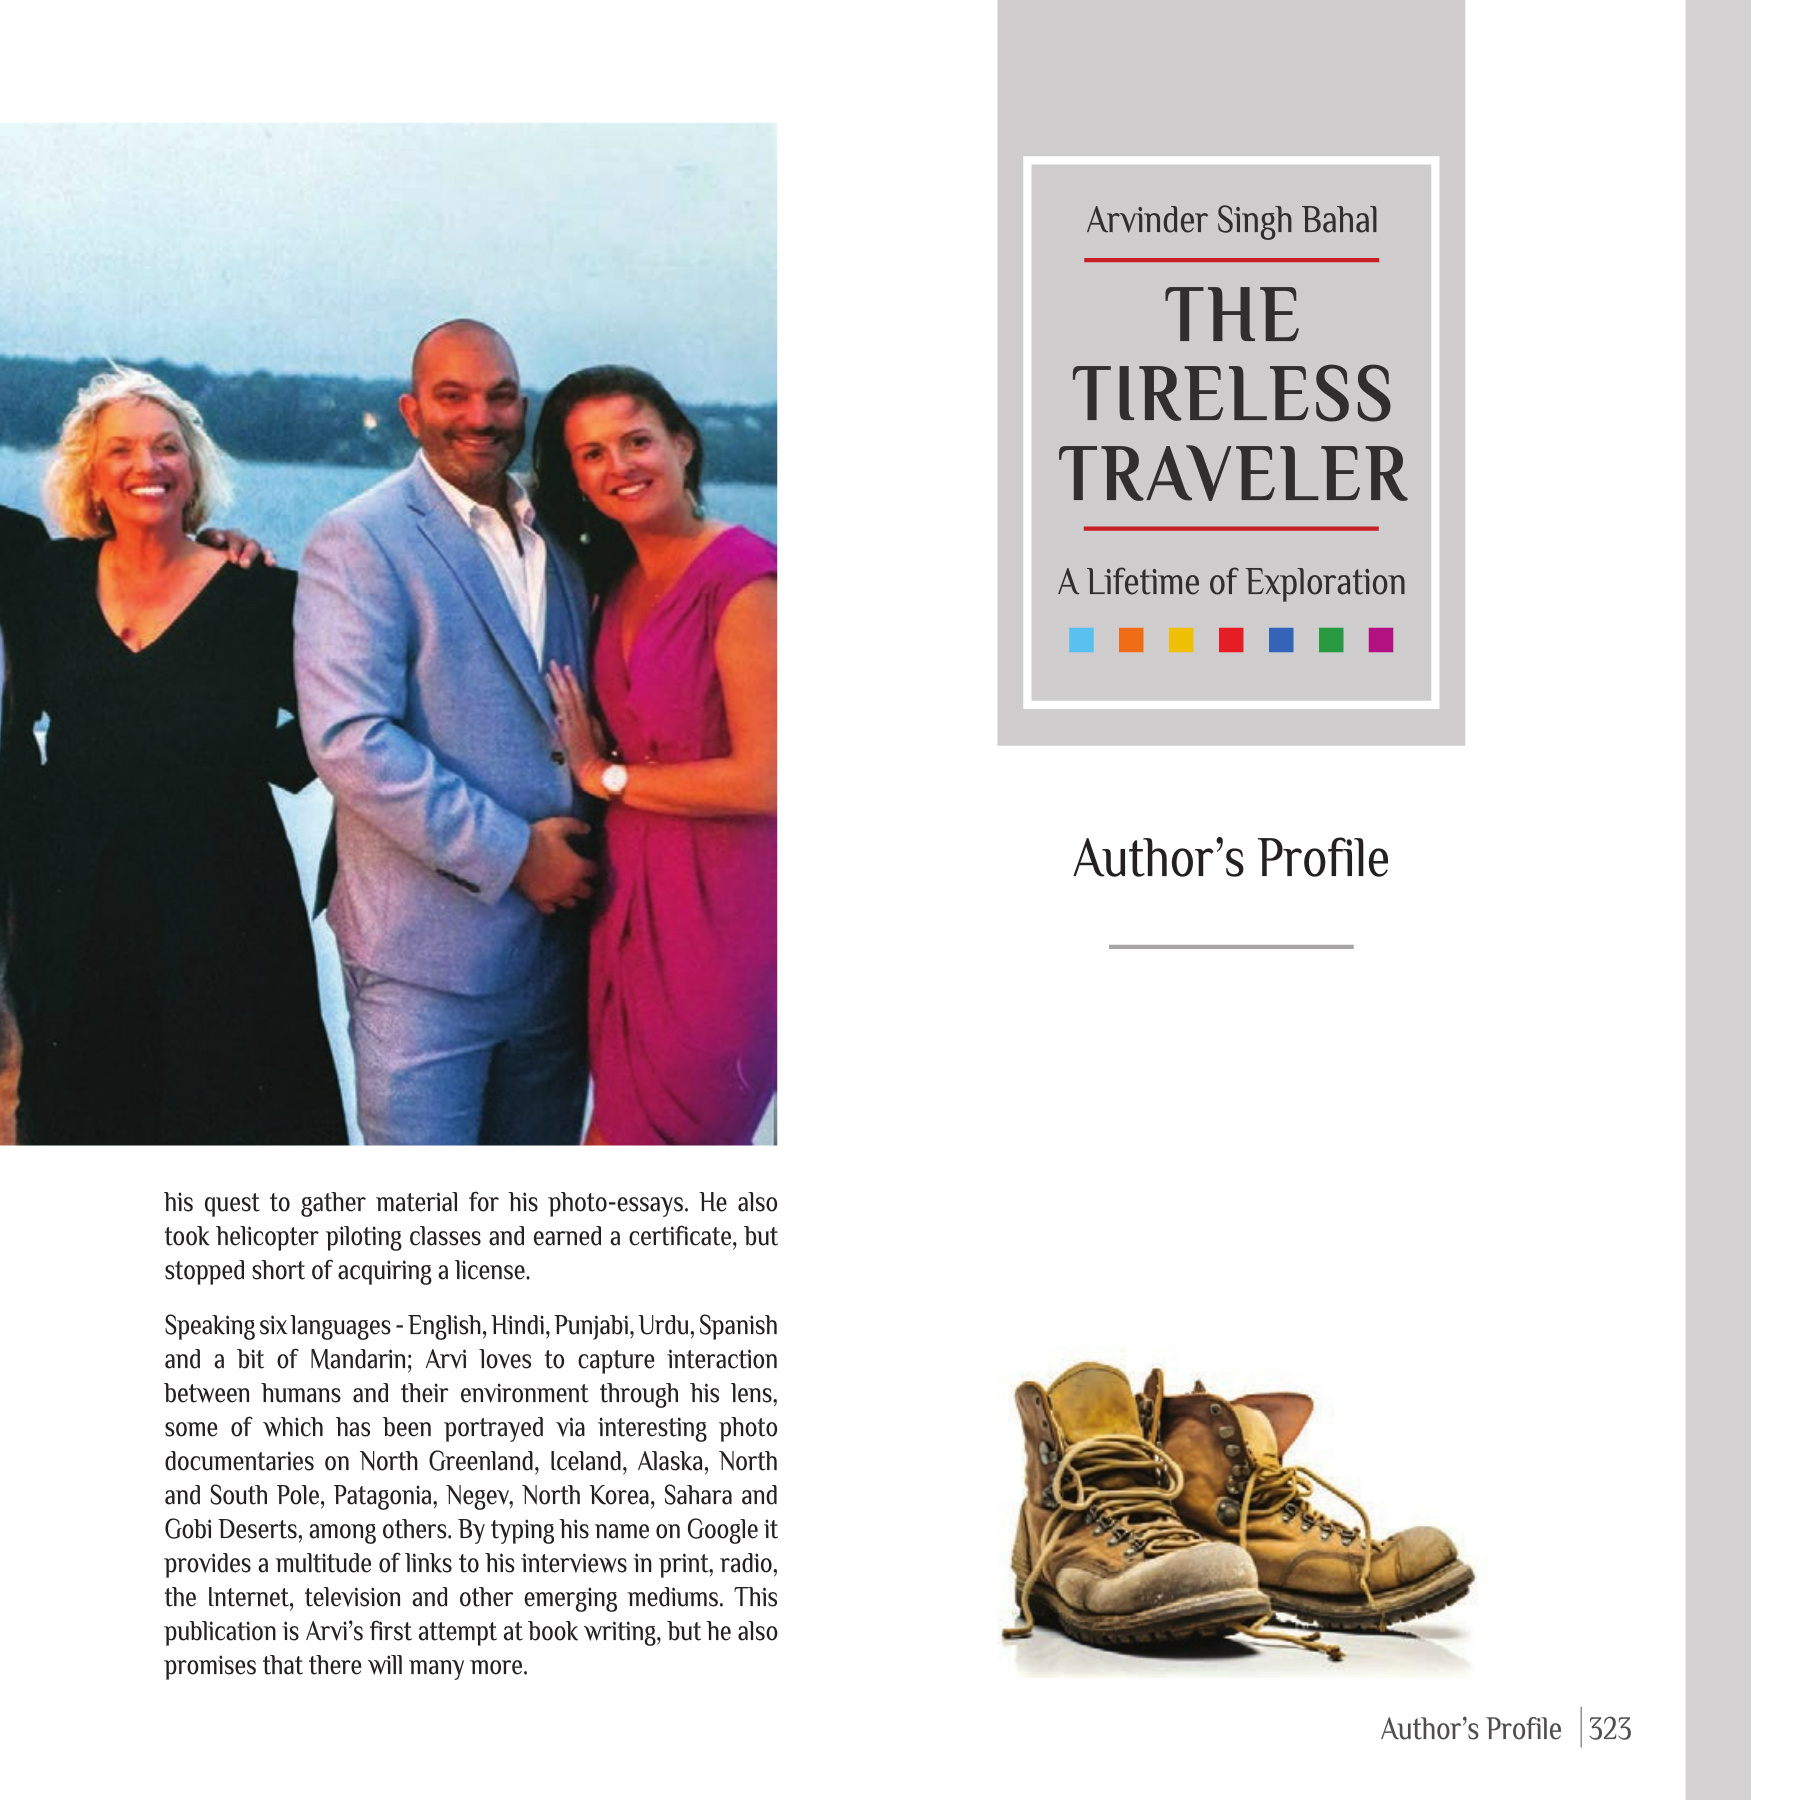 Arvinder Singh Bahal
THE
TIRELESS
TRAVELER
A Lifetime of Exploration
Author’s Profile
his quest to gather material for his photo-essays. He also
took helicopter piloting classes and earned a certificate, but
stopped short of acquiring a license.
Speaking six languages - English, Hindi, Punjabi, Urdu, Spanish
and a bit of Mandarin; Arvi loves to capture interaction
between humans and their environment through his lens,
some of which has been portrayed via interesting photo
documentaries on North Greenland, Iceland, Alaska, North
and South Pole, Patagonia, Negev, North Korea, Sahara and
Gobi Deserts, among others. By typing his name on Google it
provides a multitude of links to his interviews in print, radio,
the Internet, television and other emerging mediums. This
publication is Arvi’s first attempt at book writing, but he also
promises that there will many more.
Author’s Profile | 323